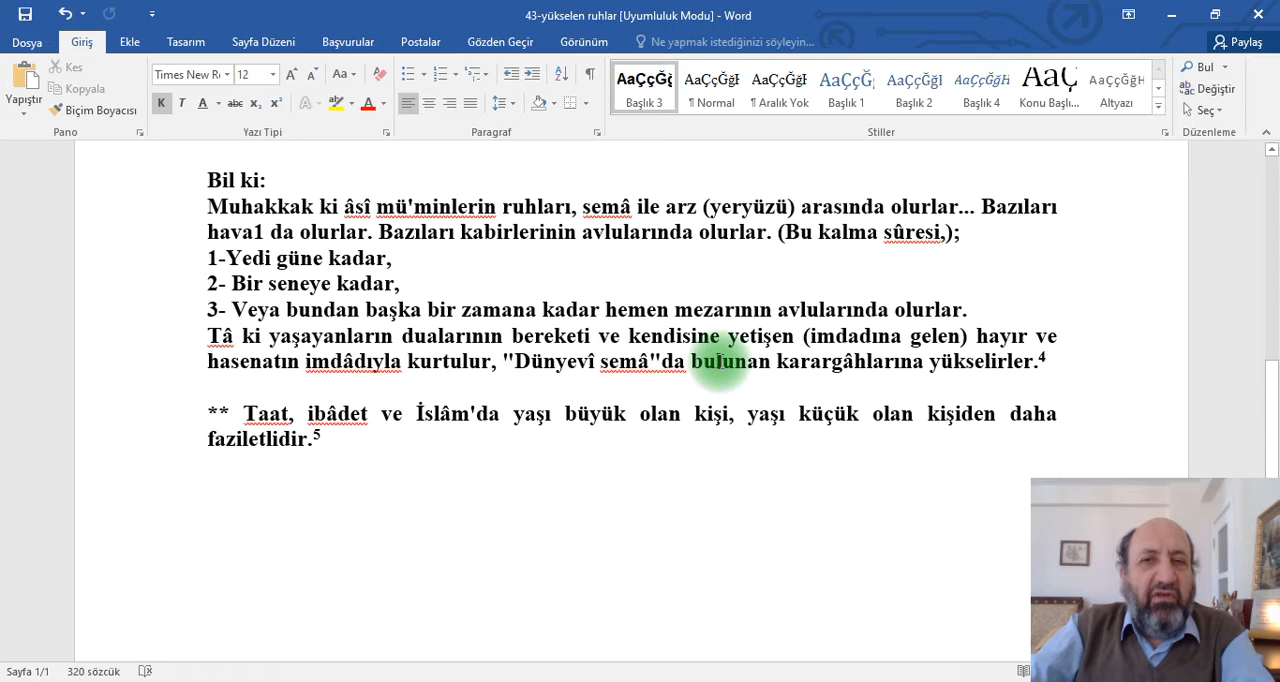 43-yükselen ruhlar [Uyumluluk Modu] - Word
Dosya Giriş Ekle Tasarım Sayfa Düzeni Başvurular Postalar Gözden Geçir Görünüm Ne yapmak istediğinizi söyleyin... Paylaş
Yapıştır
Kes
Kopyala
Biçim Boyacısı
Pano
Times New Ro 12
K T A abc x₂ x²
Yazı Tipi
Paragraf
AaÇçĞğ AaÇçĞğH AaÇçĞğH AaÇçĞğ AaÇçĞğI AaÇçĞğH AaÇ AaÇçĞğH
Başlık 3 ¶ Normal ¶ Aralık Yok Başlık 1 Başlık 2 Başlık 4 Konu Başlı... Altyazı
Stiller
Bul
Değiştir
Seç
Düzenleme
Bil ki:
Muhakkak ki âsî mü'minlerin ruhları, semâ ile arz (yeryüzü) arasında olurlar... Bazıları
hava1 da olurlar. Bazıları kabirlerinin avlularında olurlar. (Bu kalma sûresi,);
1-Yedi güne kadar,
2- Bir seneye kadar,
3- Veya bundan başka bir zamana kadar hemen mezarının avlularında olurlar.
Tâ ki yaşayanların dualarının bereketi ve kendisine yetişen (imdadına gelen) hayır ve
hasenatın imdâdıyla kurtulur, "Dünyevî semâ"da bulunan karargâhlarına yükselirler.⁴
** Taat, ibâdet ve İslâm'da yaşı büyük olan kişi, yaşı küçük olan kişiden daha
faziletlidir.⁵
Sayfa 1/1 320 sözcük